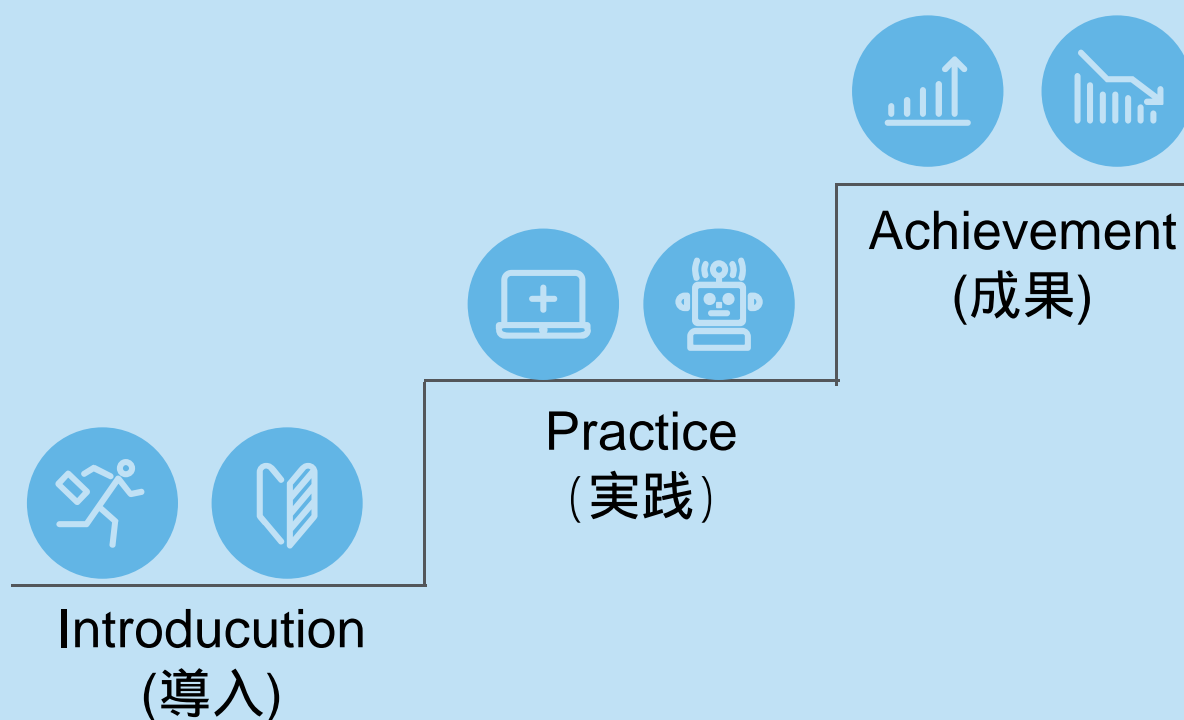 Achievement
(成果)
Practice
（実践）
Introducution
(導入)